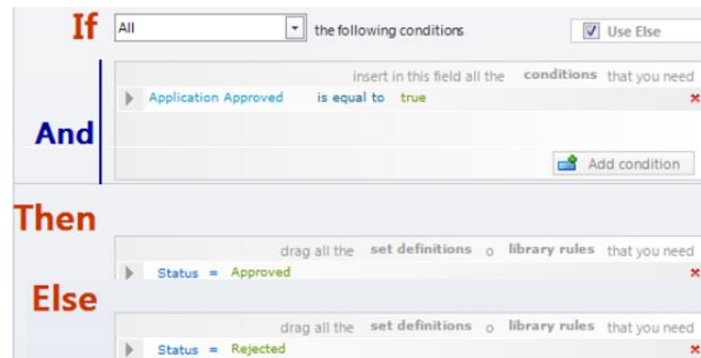 If All the following conditions Use Else
insert in this field all the conditions that you need
Application Approved is equal to true
And
Add condition
Then
drag all the set definitions o library rules that you need
Status = Approved
Else
drag all the set definitions o library rules that you need
Status = Rejected